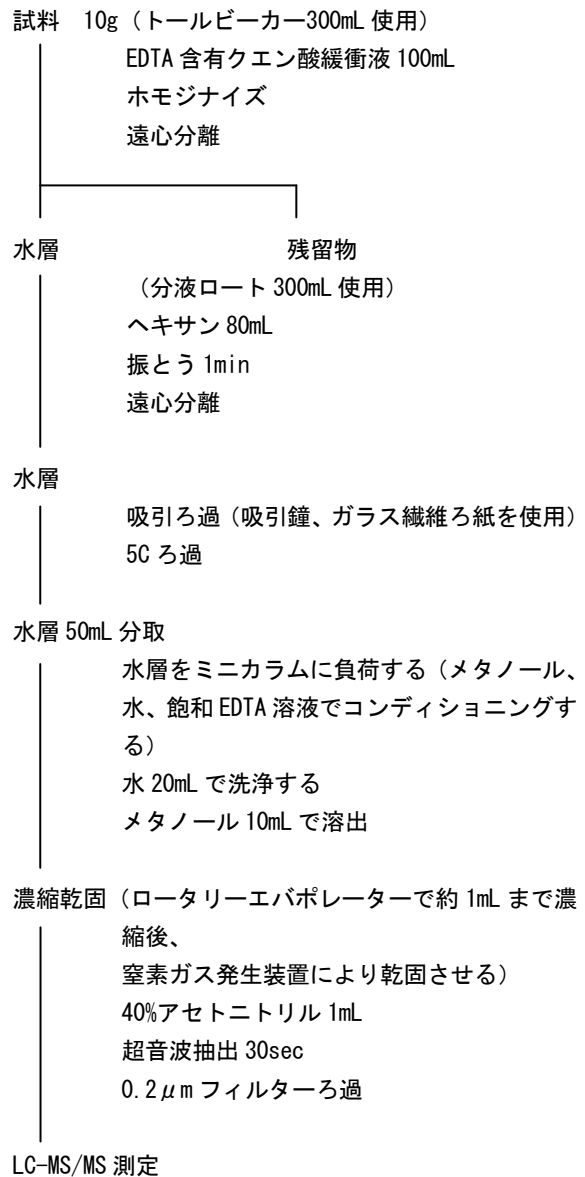 試料　10g（トールビーカー300mL 使用）
EDTA 含有クエン酸緩衝液 100mL
ホモジナイズ
遠心分離
水層　残留物
（分液ロート 300mL 使用）
ヘキサン 80mL
振とう 1min
遠心分離
水層
吸引ろ過（吸引鐘、ガラス繊維ろ紙を使用）
5C ろ過
水層 50mL 分取
水層をミニカラムに負荷する（メタノール、
水、飽和 EDTA 溶液でコンディショニングす
る）
水 20mL で洗浄する
メタノール 10mL で溶出
濃縮乾固（ロータリーエバポレーターで約 1mL まで濃
縮後、
窒素ガス発生装置により乾固させる）
40%アセトニトリル 1mL
超音波抽出 30sec
0.2μm フィルターろ過
LC-MS/MS 測定